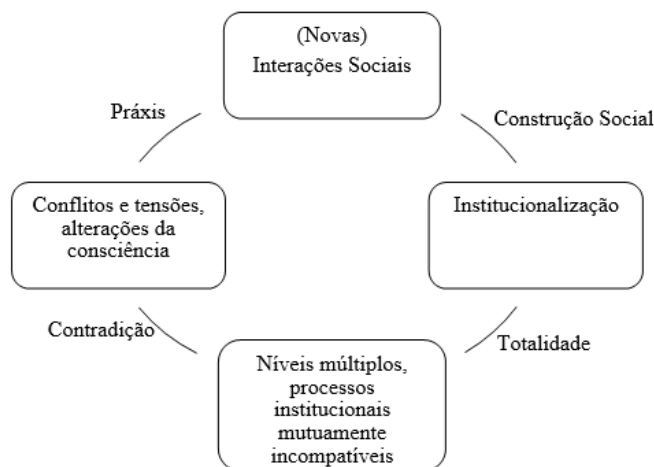 (Novas)
Interações Sociais
Práxis
Construção Social
Conflitos e tensões,
alterações da
consciência
Institucionalização
Contradição
Totalidade
Níveis múltiplos,
processos
institucionais
mutuamente
incompatíveis